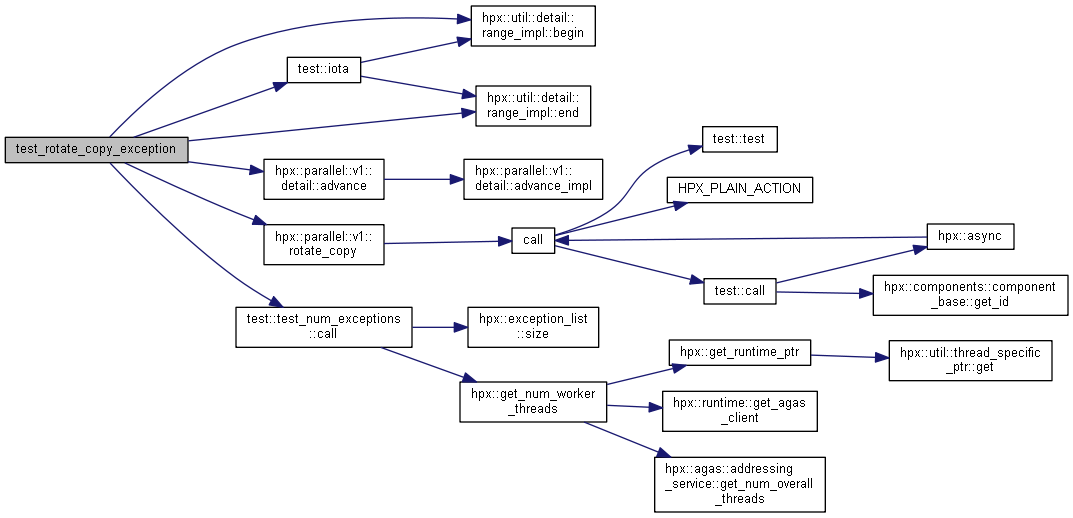 hpx::util::detail::
range_impl::begin
test::iota
hpx::util::detail::
range_impl::end
test_rotate_copy_exception
test::test
hpx::parallel::v1::
detail::advance
hpx::parallel::v1::
detail::advance_impl
HPX_PLAIN_ACTION
hpx::parallel::v1::
rotate_copy
call
hpx::async
test::call
hpx::components::component
_base::get_id
test::test_num_exceptions
::call
hpx::exception_list
::size
hpx::get_runtime_ptr
hpx::util::thread_specific
_ptr::get
hpx::get_num_worker
_threads
hpx::runtime::get_agas
_client
hpx::agas::addressing
_service::get_num_overall
_threads